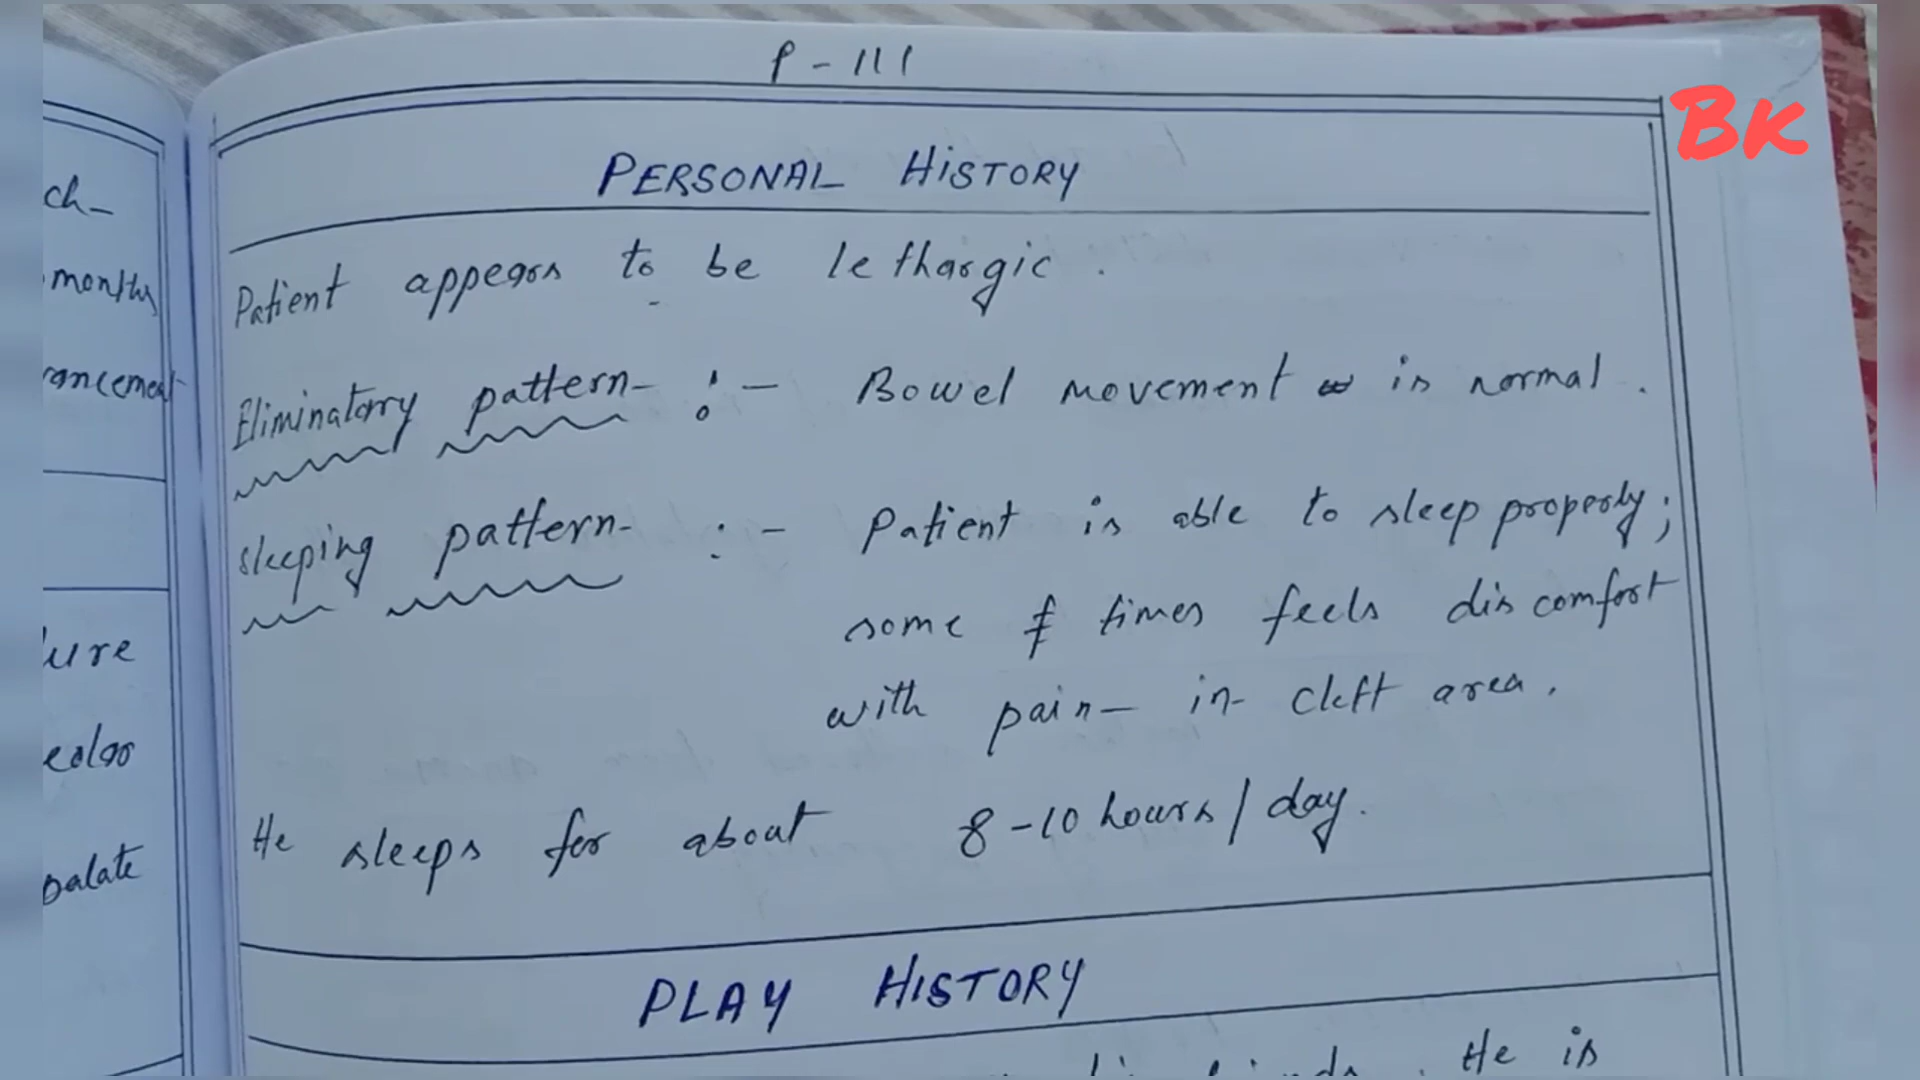 P - 111
BK
PERSONAL HISTORY
Patient appears to be lethargic.
Eliminatory pattern :- Bowel movement is normal.
Sleeping pattern :- Patient is able to sleep properly;
some times feels discomfort
with pain in cleft area.
He sleeps for about 8-10 hours/day.
PLAY HISTORY
He is
ch-
months
ure
color
palate